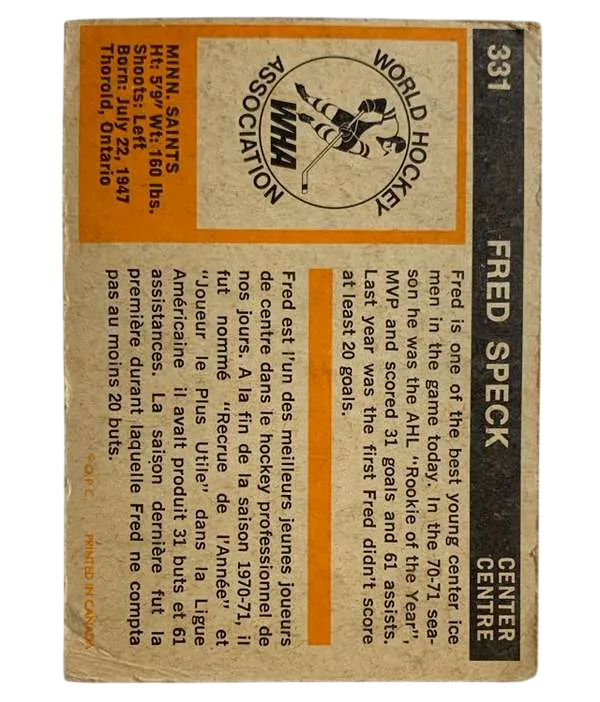 331
FRED SPECK
CENTER
CENTRE
WORLD HOCKEY
WHA
ASSOCIATION
MINN. SAINTS
Ht: 5'9" Wt: 160 lbs.
Shoots: Left
Born: July 22, 1947
Thorold, Ontario
Fred is one of the best young center ice
men in the game today. In the 70-71 sea-
son he was the AHL "Rookie of the Year",
MVP and scored 31 goals and 61 assists.
Last year was the first Fred didn't score
at least 20 goals.
Fred est l'un des meilleurs jeunes joueurs
de centre dans le hockey professionnel de
nos jours. A la fin de la saison 1970-71, il
fut nommé "Recrue de l'Année" et
"Joueur le Plus Utile" dans la Ligue
Américaine il avait produit 31 buts et 61
assistances. La saison dernière fut la
première durant laquelle Fred ne compta
pas au moins 20 buts.
© O.P.C. PRINTED IN CANADA